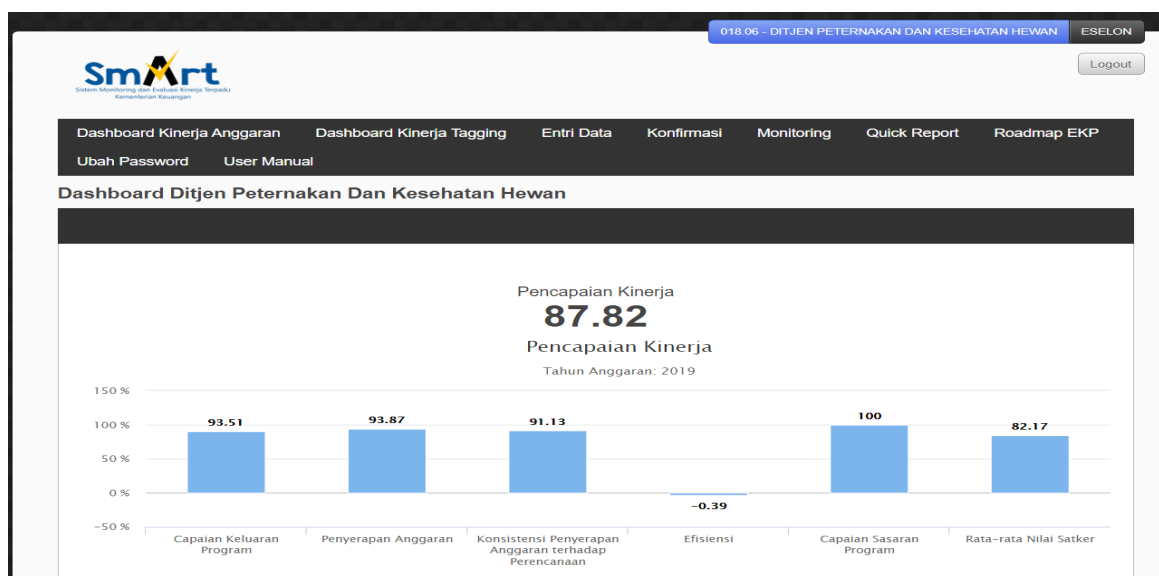 018.06 - DITJEN PETERNAKAN DAN KESEHATAN HEWAN ESELON
Logout
SmArt
Sistem Monitoring dan Evaluasi Kinerja Terpadu
Kementerian Keuangan
Dashboard Kinerja Anggaran Dashboard Kinerja Tagging Entri Data Konfirmasi Monitoring Quick Report Roadmap EKP
Ubah Password User Manual
Dashboard Ditjen Peternakan Dan Kesehatan Hewan
Pencapaian Kinerja
87.82
Pencapaian Kinerja
Tahun Anggaran: 2019
150 %
100 %
50 %
0 %
-50 %
93.51 93.87 91.13 -0.39 100 82.17
Capaian Keluaran
Program
Penyerapan Anggaran
Konsistensi Penyerapan
Anggaran terhadap
Perencanaan
Efisiensi
Capaian Sasaran
Program
Rata-rata Nilai Satker